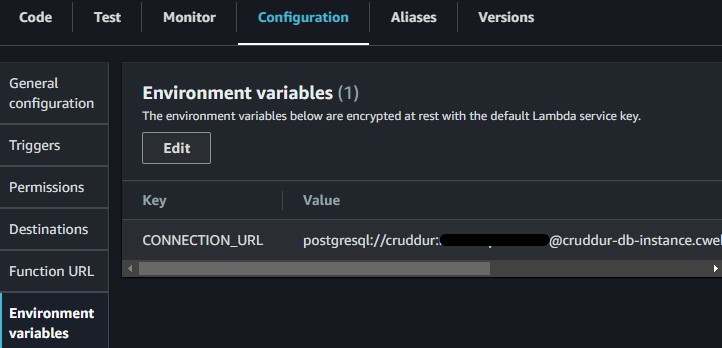 Code Test Monitor Configuration Aliases Versions
General
configuration
Triggers
Permissions
Destinations
Function URL
Environment
variables
Environment variables (1)
The environment variables below are encrypted at rest with the default Lambda service key.
Edit
Key Value
CONNECTION_URL postgresql://cruddur: @cruddur-db-instance.cwe